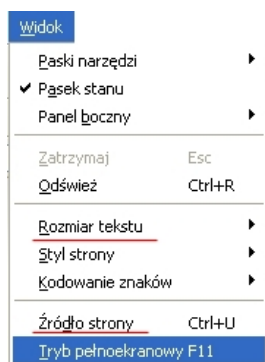 Widok
Paski narzędzi
Pasek stanu
Panel boczny
Zatrzymaj Esc
Odśwież Ctrl+R
Rozmiar tekstu
Styl strony
Kodowanie znaków
Źródło strony Ctrl+U
Tryb pełnoekranowy F11